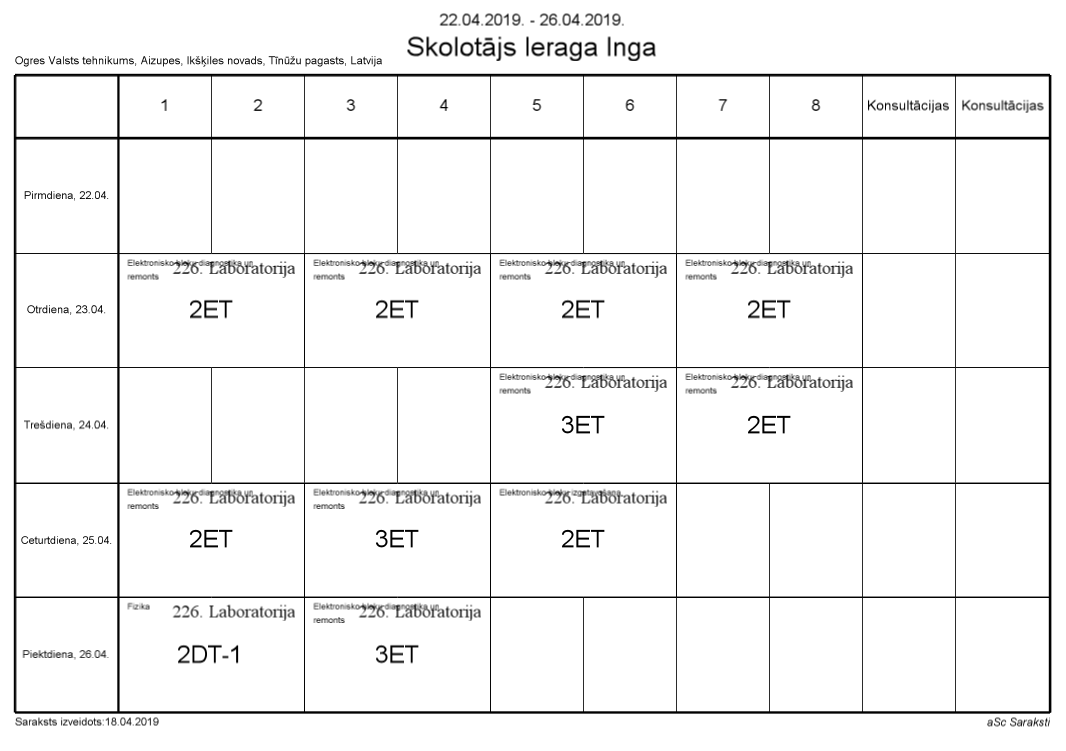 22.04.2019. - 26.04.2019.
Skolotājs Ieraga Inga
Ogres Valsts tehnikums, Aizupes, Ikšķiles novads, Tīnūžu pagasts, Latvija
1 2 3 4 5 6 7 8 Konsultācijas Konsultācijas
Pirmdiena, 22.04.
Otrdiena, 23.04.
Elektronisko bloku diagnostika un
remonts
226. Laboratorija
2ET
Elektronisko bloku diagnostika un
remonts
226. Laboratorija
2ET
Elektronisko bloku diagnostika un
remonts
226. Laboratorija
2ET
Elektronisko bloku diagnostika un
remonts
226. Laboratorija
2ET
Trešdiena, 24.04.
Elektronisko bloku diagnostika un
remonts
226. Laboratorija
3ET
Elektronisko bloku diagnostika un
remonts
226. Laboratorija
2ET
Ceturtdiena, 25.04.
Elektronisko bloku diagnostika un
remonts
226. Laboratorija
2ET
Elektronisko bloku diagnostika un
remonts
226. Laboratorija
3ET
Elektronisko bloku izgatavošana
226. Laboratorija
2ET
Piektdiena, 26.04.
Fizika
226. Laboratorija
2DT-1
Elektronisko bloku diagnostika un
remonts
226. Laboratorija
3ET
Saraksts izveidots:18.04.2019
aSc Saraksti